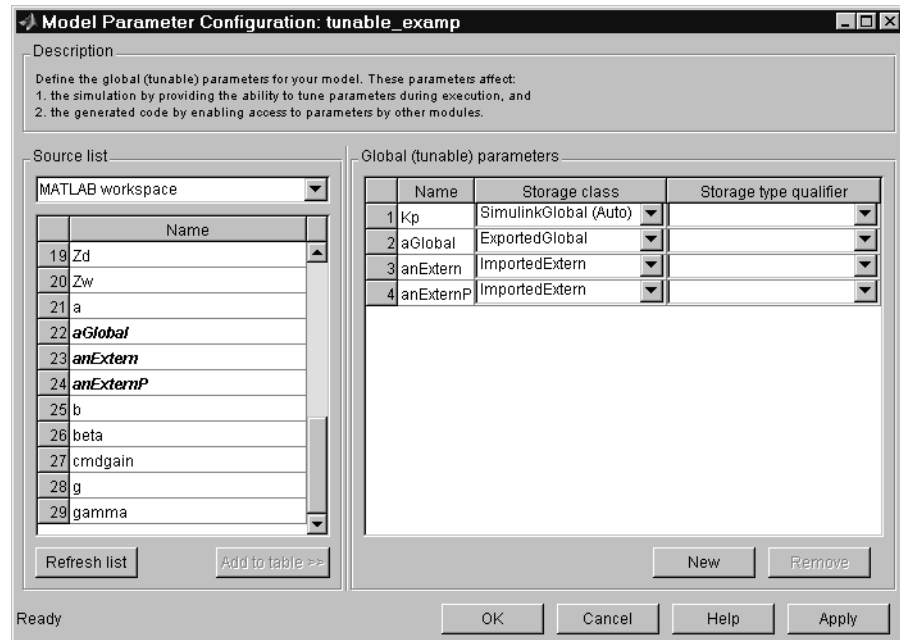 Model Parameter Configuration: tunable_examp
Description
Define the global (tunable) parameters for your model. These parameters affect:
1. the simulation by providing the ability to tune parameters during execution, and
2. the generated code by enabling access to parameters by other modules.
Source list
MATLAB workspace
Name
19 Zd
20 Zw
21 a
22 aGlobal
23 anExtern
24 anExternP
25 b
26 beta
27 cmdgain
28 g
29 gamma
Refresh list
Add to table >>
Global (tunable) parameters
Name Storage class Storage type qualifier
1 Kp SimulinkGlobal (Auto)
2 aGlobal ExportedGlobal
3 anExtern ImportedExtern
4 anExternP ImportedExtern
New Remove
Ready
OK Cancel Help Apply